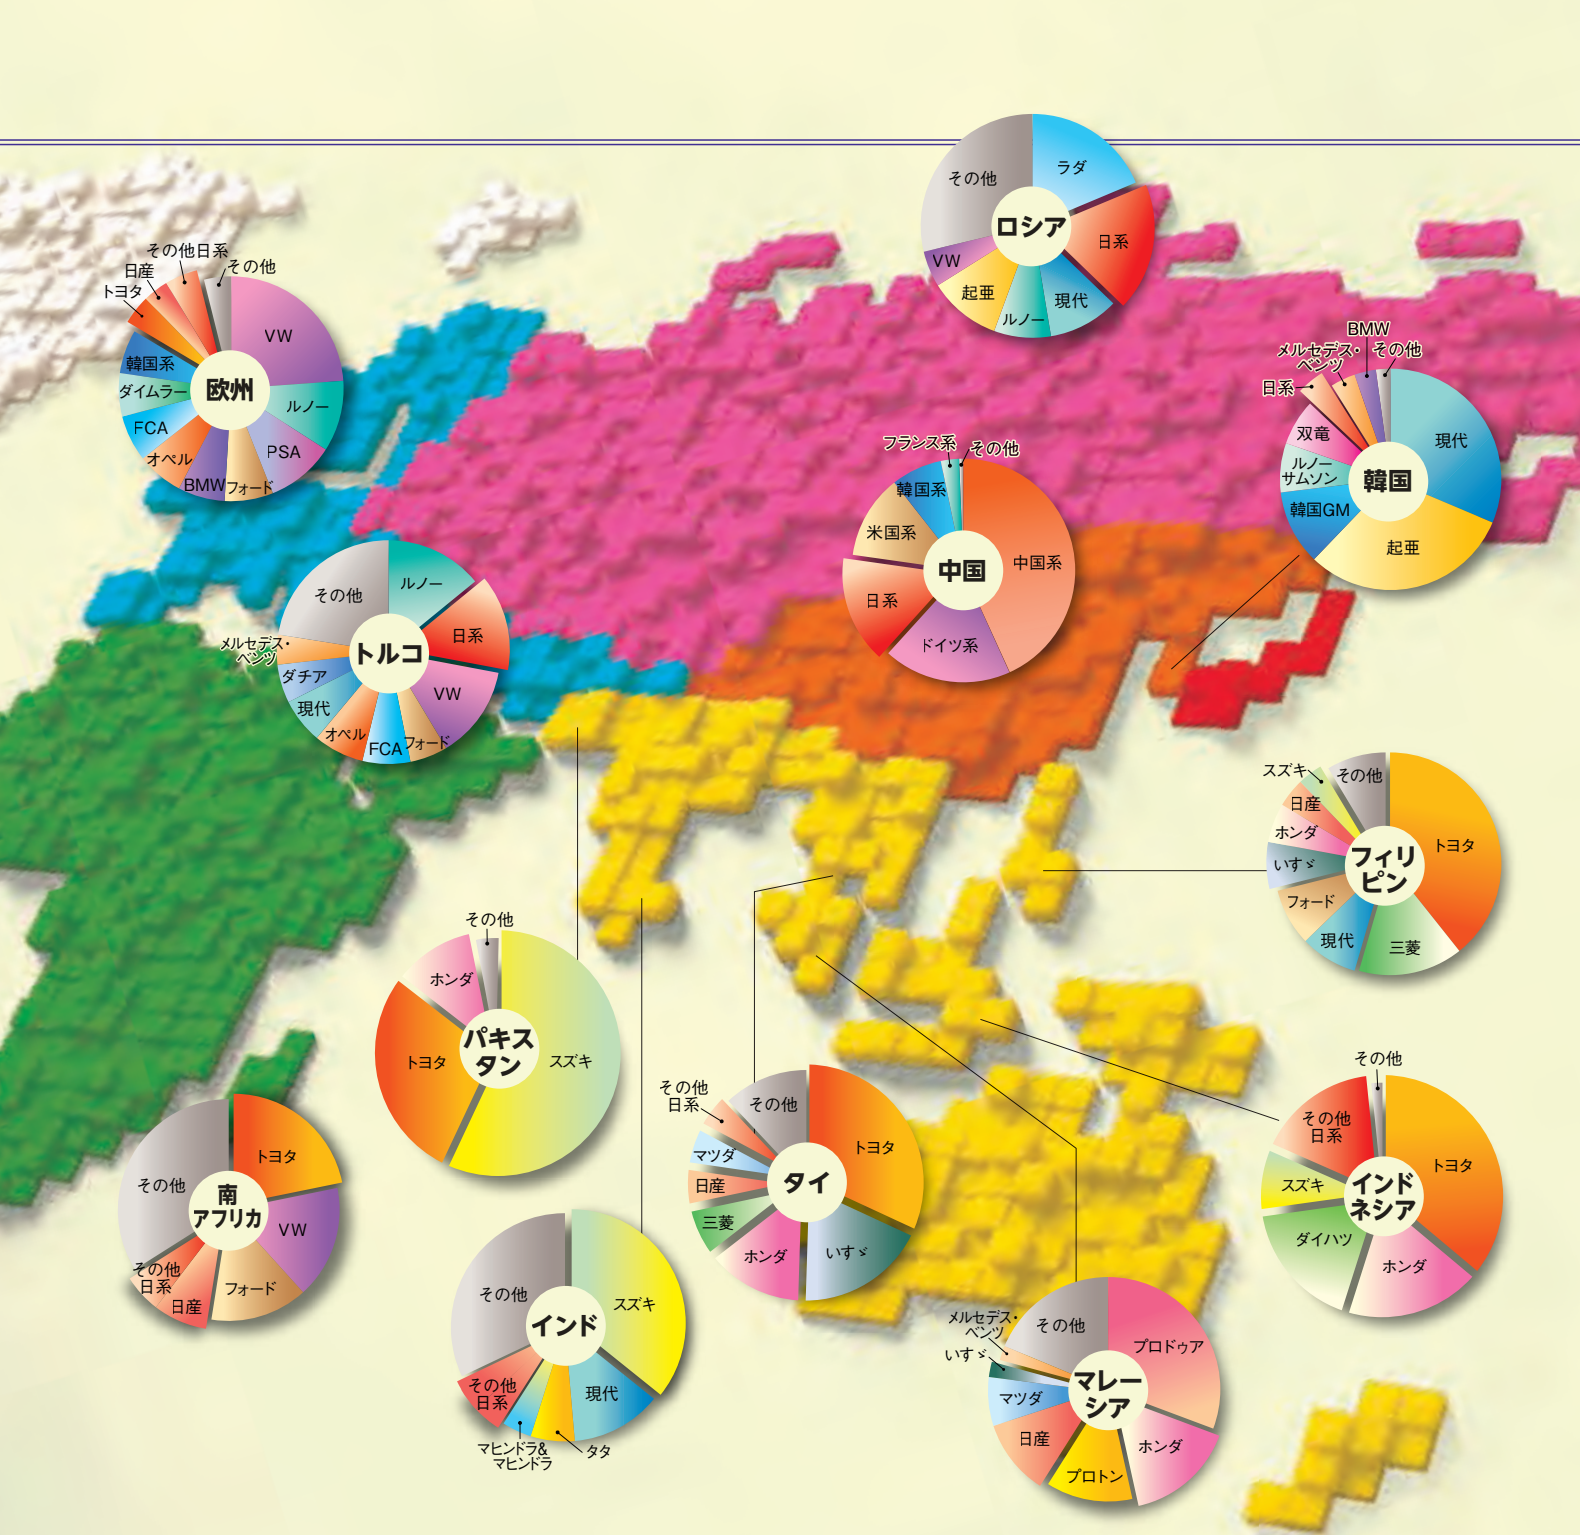 ロシア
ラダ
日系
現代
ルノー
起亜
VW
その他
欧州
VW
ルノー
PSA
フォード
BMW
オペル
FCA
ダイムラー
韓国系
トヨタ
日産
その他日系
その他
韓国
現代
起亜
韓国GM
ルノー
サムソン
双竜
日系
メルセデス・
ベンツ
BMW
その他
中国
中国系
ドイツ系
日系
米国系
韓国系
フランス系
その他
トルコ
ルノー
日系
VW
フォード
FCA
オペル
現代
ダチア
メルセデス・
ベンツ
その他
フィリ
ピン
トヨタ
三菱
現代
フォード
いすゞ
ホンダ
日産
スズキ
その他
パキス
タン
スズキ
トヨタ
ホンダ
その他
タイ
トヨタ
いすゞ
ホンダ
三菱
日産
マツダ
その他
日系
その他
インド
ネシア
トヨタ
ホンダ
ダイハツ
スズキ
その他
日系
その他
南
アフリカ
トヨタ
VW
フォード
日産
その他
日系
その他
インド
スズキ
現代
タタ
マヒンドラ&
マヒンドラ
その他
日系
その他
マレー
シア
プロドゥア
ホンダ
プロトン
日産
マツダ
いすゞ
メルセデス・
ベンツ
その他